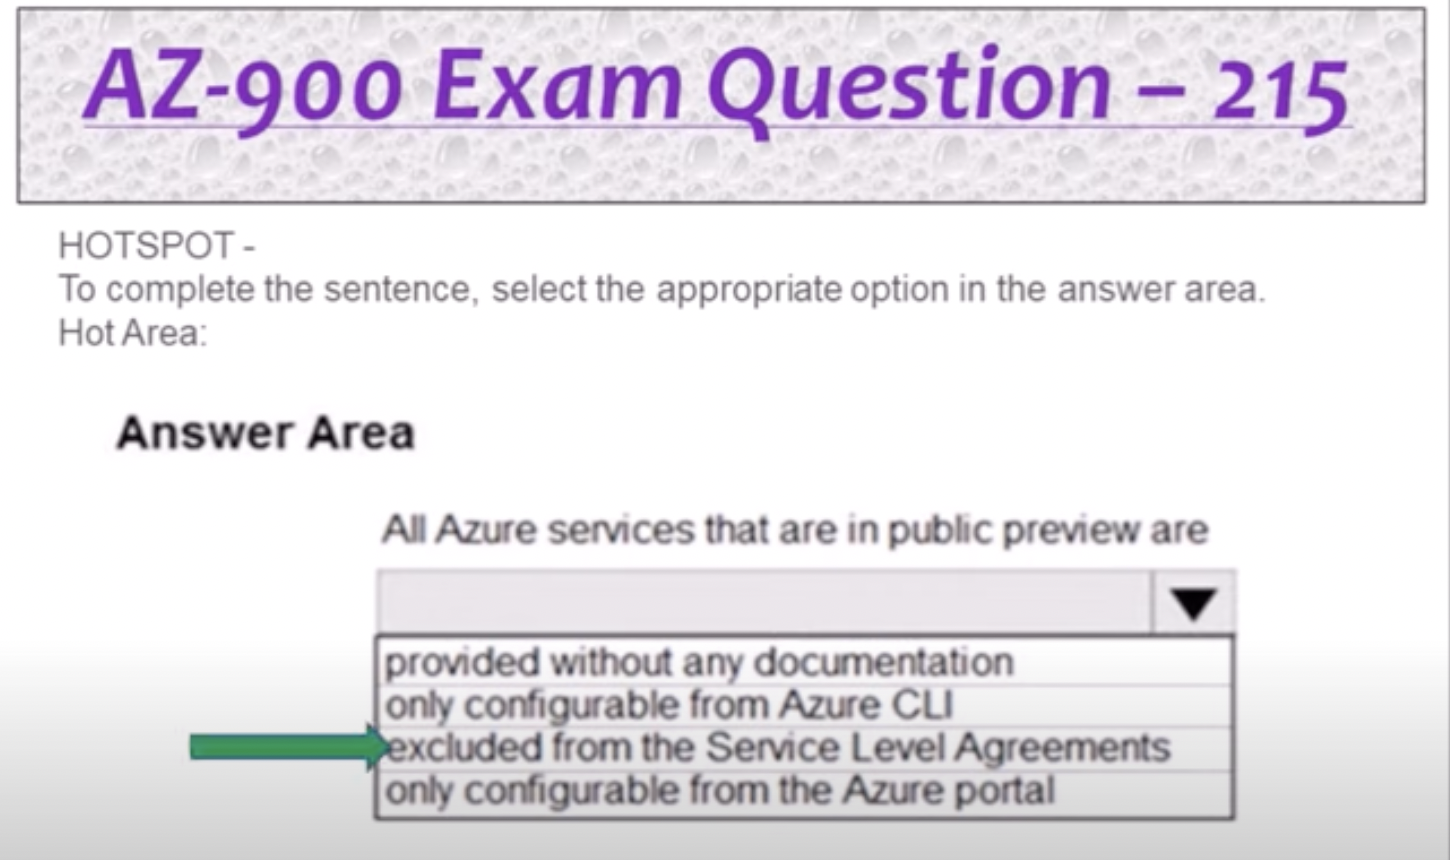 AZ-900 Exam Question – 215
HOTSPOT -
To complete the sentence, select the appropriate option in the answer area.
Hot Area:
Answer Area
All Azure services that are in public preview are
provided without any documentation
only configurable from Azure CLI
excluded from the Service Level Agreements
only configurable from the Azure portal